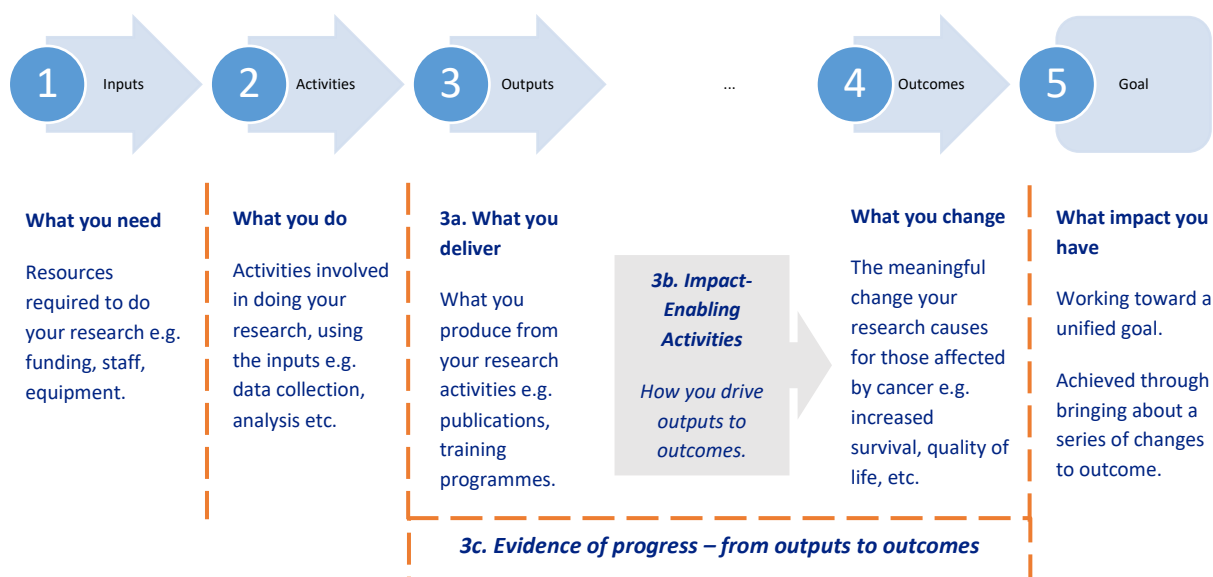 1
Inputs
2
Activities
3
Outputs
...
4
Outcomes
5
Goal
What you need
Resources
required to do
your research e.g.
funding, staff,
equipment.
What you do
Activities involved
in doing your
research, using
the inputs e.g.
data collection,
analysis etc.
3a. What you
deliver
What you
produce from
your research
activities e.g.
publications,
training
programmes.
3b. Impact-
Enabling
Activities
How you drive
outputs to
outcomes.
What you change
The meaningful
change your
research causes
for those affected
by cancer e.g.
increased
survival, quality of
life, etc.
What impact you
have
Working toward a
unified goal.
Achieved through
bringing about a
series of changes
to outcome.
3c. Evidence of progress – from outputs to outcomes